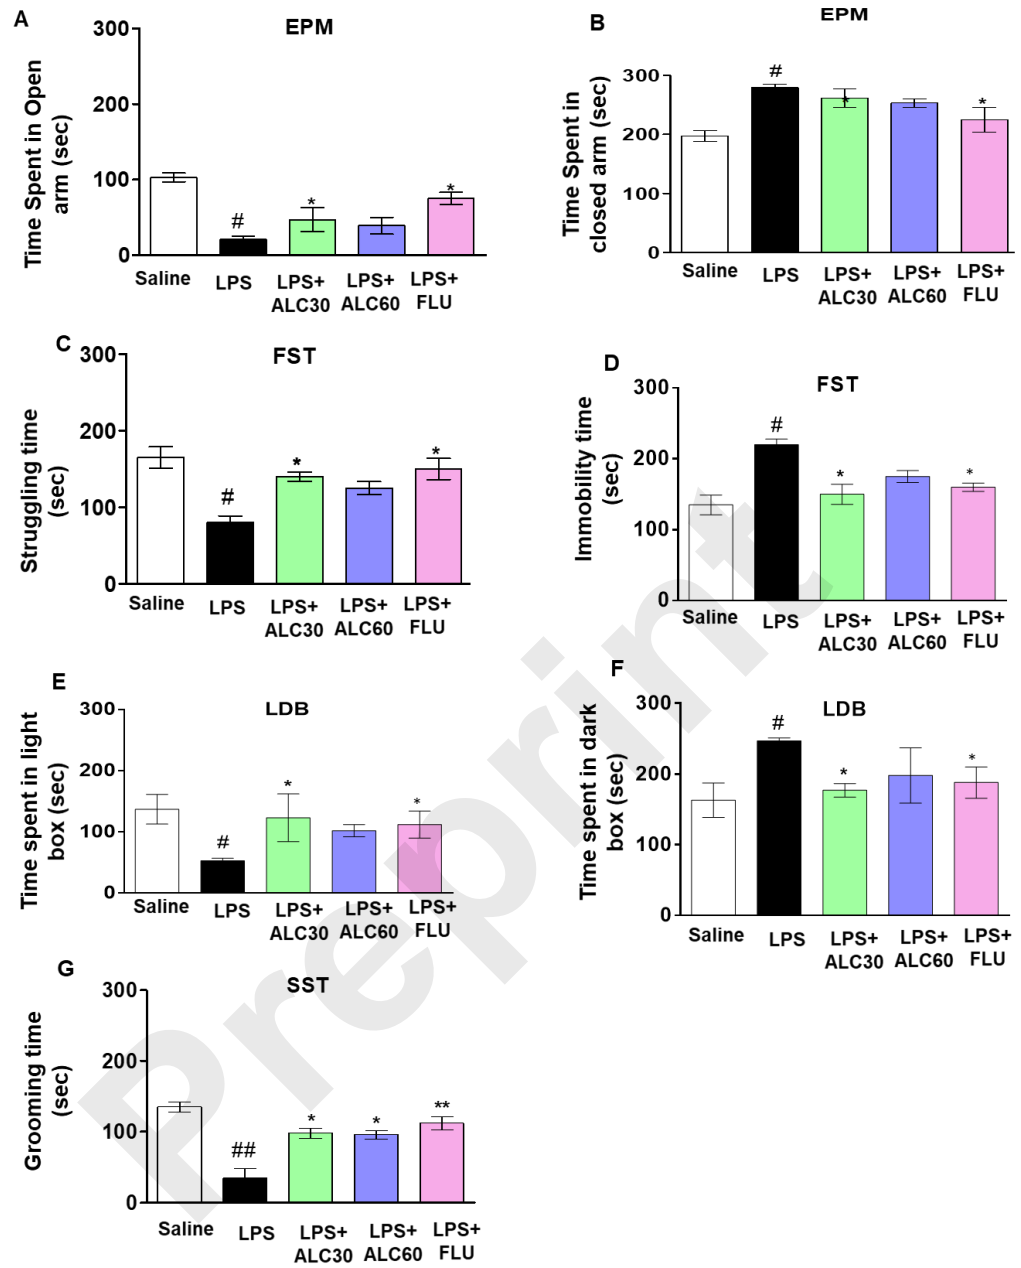 A
EPM
Time Spent in Open
arm (sec)
300
200
100
0
#
*
*
Saline
LPS
LPS+
ALC30
LPS+
ALC60
LPS+
FLU
B
EPM
Time Spent in
closed arm (sec)
300
200
100
0
#
*
*
Saline
LPS
LPS+
ALC30
LPS+
ALC60
LPS+
FLU
C
FST
Struggling time
(sec)
300
200
100
0
#
*
*
Saline
LPS
LPS+
ALC30
LPS+
ALC60
LPS+
FLU
D
FST
Immobility time
(sec)
300
200
100
0
#
*
*
Saline
LPS
LPS+
ALC30
LPS+
ALC60
LPS+
FLU
E
LDB
Time spent in light
box (sec)
300
200
100
0
#
*
*
Saline
LPS
LPS+
ALC30
LPS+
ALC60
LPS+
FLU
F
LDB
Time spent in dark
box (sec)
300
200
100
0
#
*
*
Saline
LPS
LPS+
ALC30
LPS+
ALC60
LPS+
FLU
G
SST
Grooming time
(sec)
300
200
100
0
##
*
*
**
Saline
LPS
LPS+
ALC30
LPS+
ALC60
LPS+
FLU
Preprint